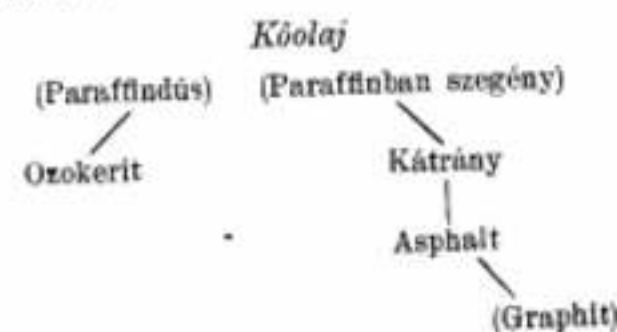 Kőolaj
(Paraffindús) (Paraffinban szegény)
Ozokerit Kátrány
Asphalt
(Graphit)